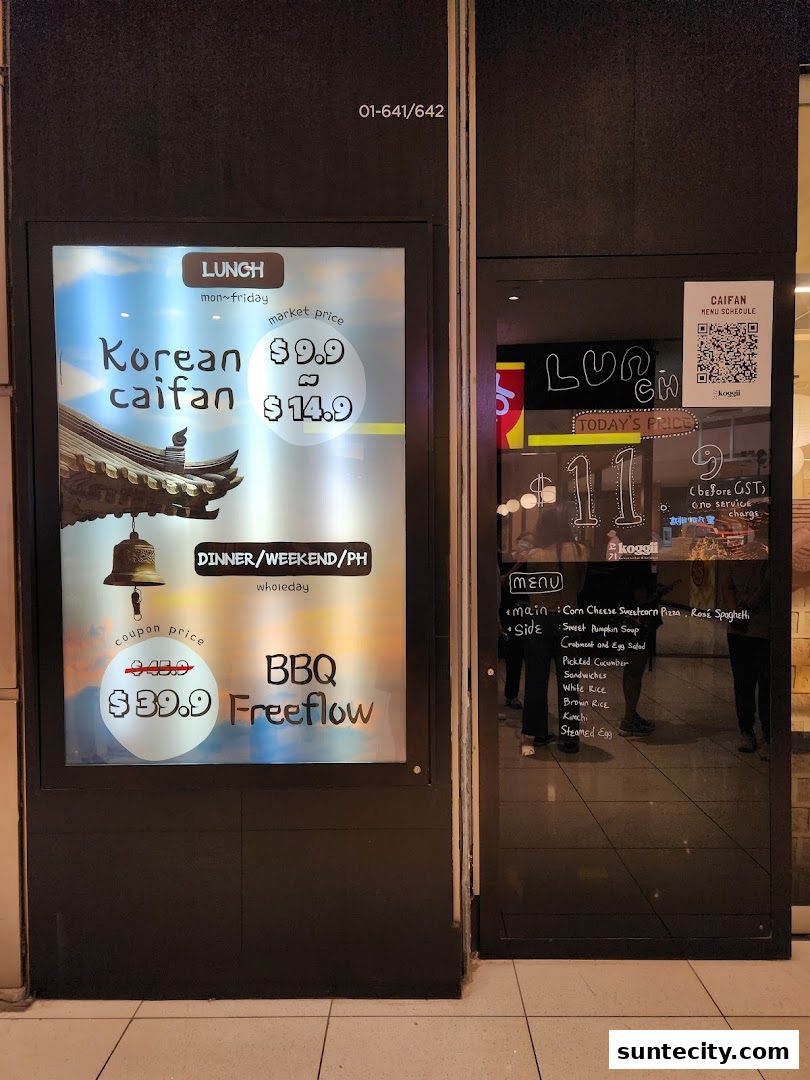 01-641/642
LUNCH
mon~friday
market price
$9.9
~
$14.9
Korean
caifan
DINNER/WEEKEND/PH
wholeday
coupon price
$45.9
$39.9
BBQ
Freeflow
CAIFAN
MENU SCHEDULE
koggii
LUNCH
TODAY'S PRICE
$11.9
(before GST)
(no service
charge)
고
기
koggii
MENU
*main : Corn Cheese Sweetcorn Pizza, Rosé Spaghetti
*Side : Sweet Pumpkin Soup
Crabmeat and Egg Salad
Pickled Cucumber
Sandwiches
White Rice
Brown Rice
Kimchi
Steamed Egg
suntecity.com